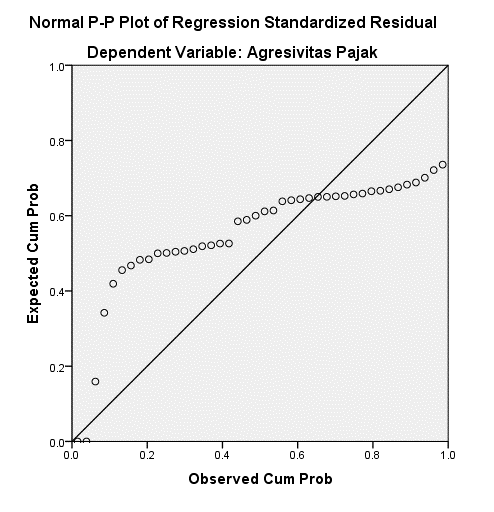 Normal P-P Plot of Regression Standardized Residual
Dependent Variable: Agresivitas Pajak
1.0
0.8
0.6
0.4
0.2
0.0
Expected Cum Prob
0.0 0.2 0.4 0.6 0.8 1.0
Observed Cum Prob